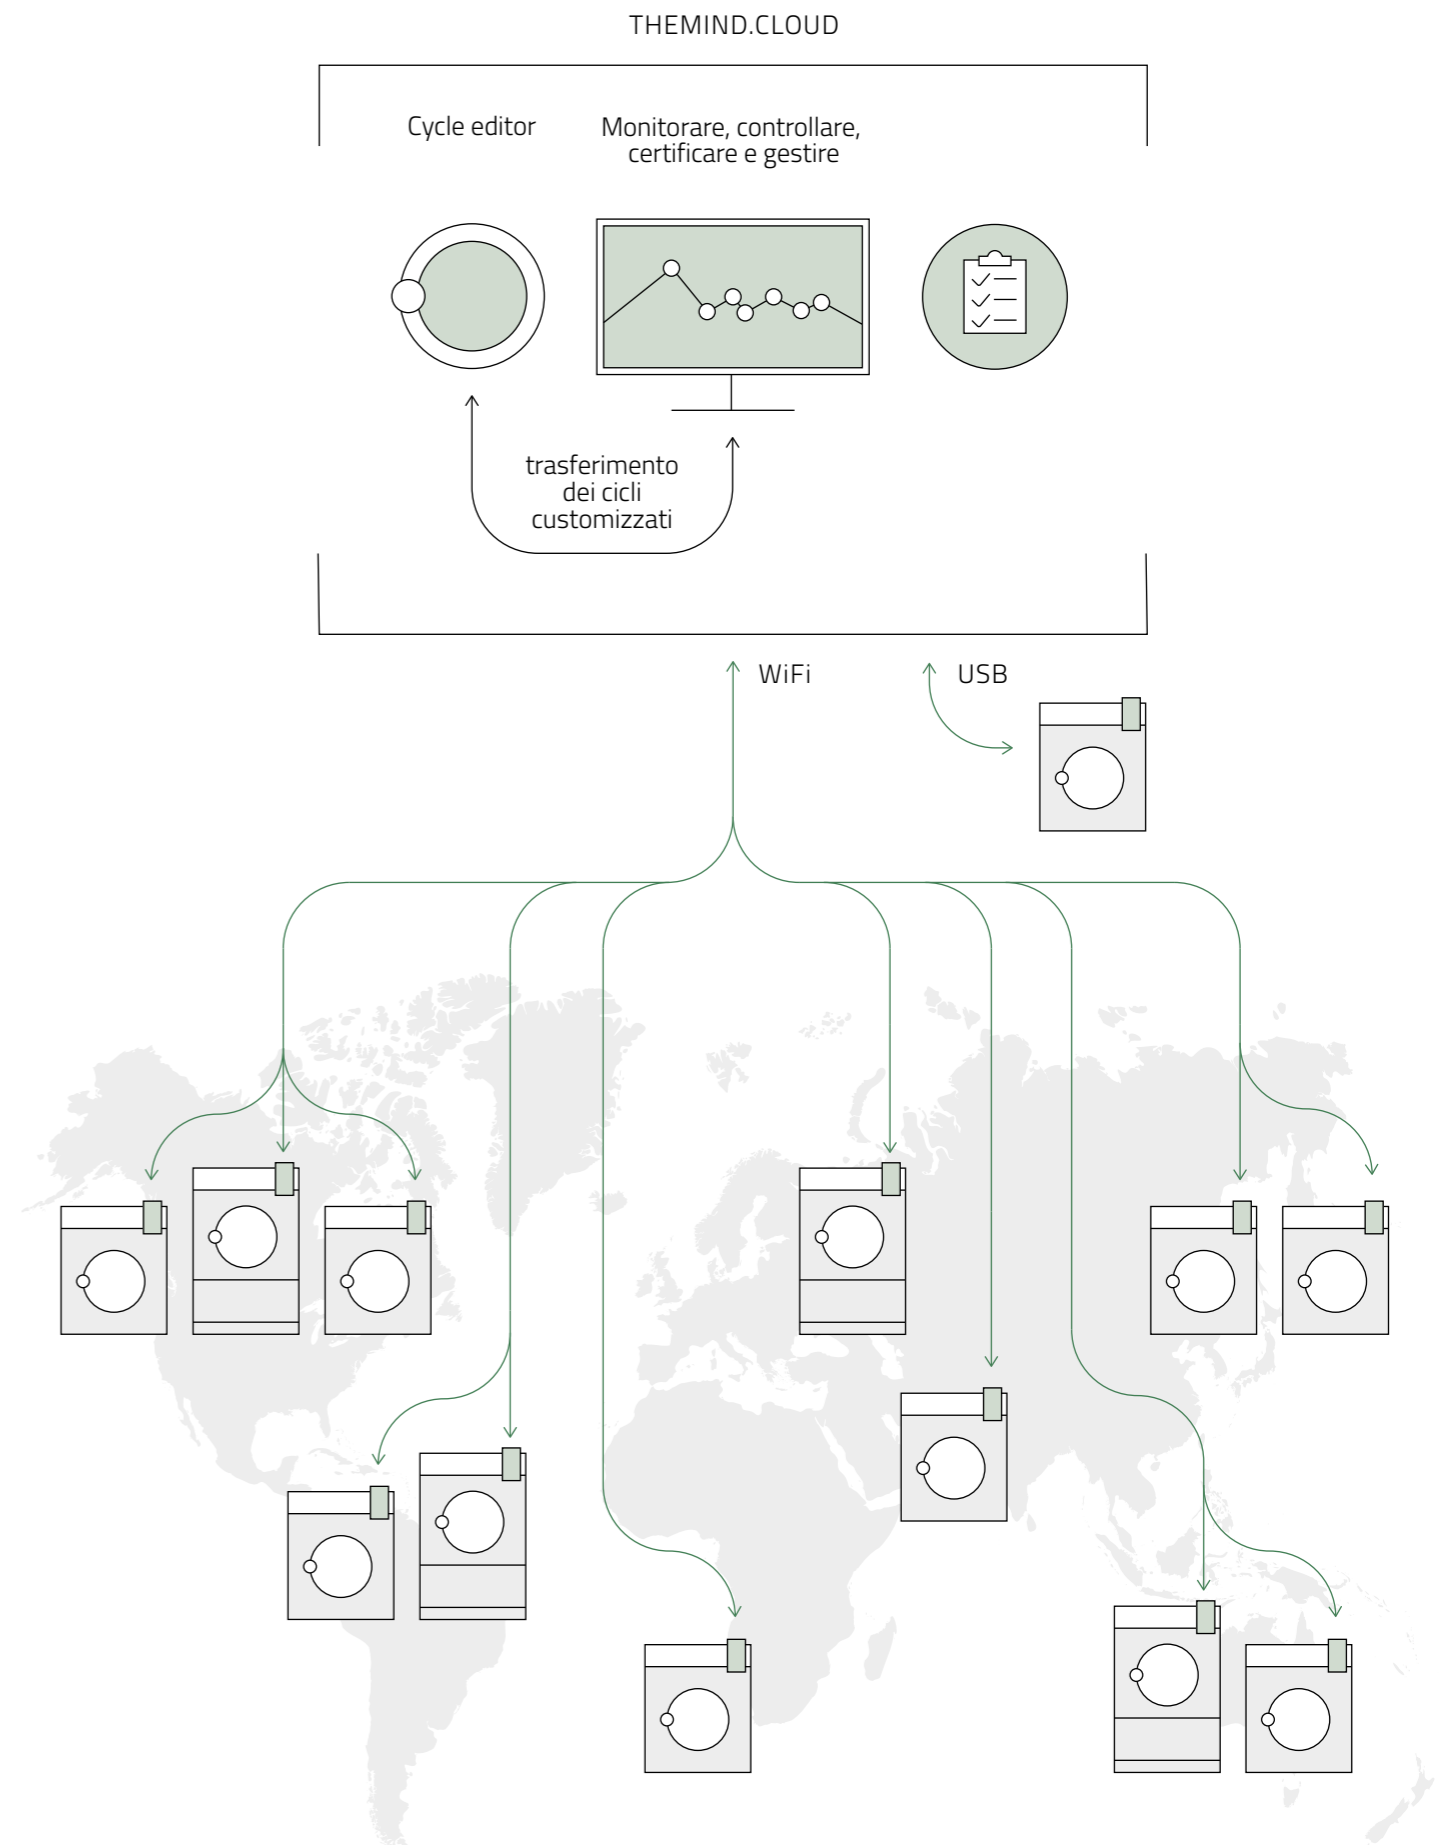 THEMIND.CLOUD
Cycle editor
Monitorare, controllare,
certificare e gestire
trasferimento
dei cicli
customizzati
WiFi
USB